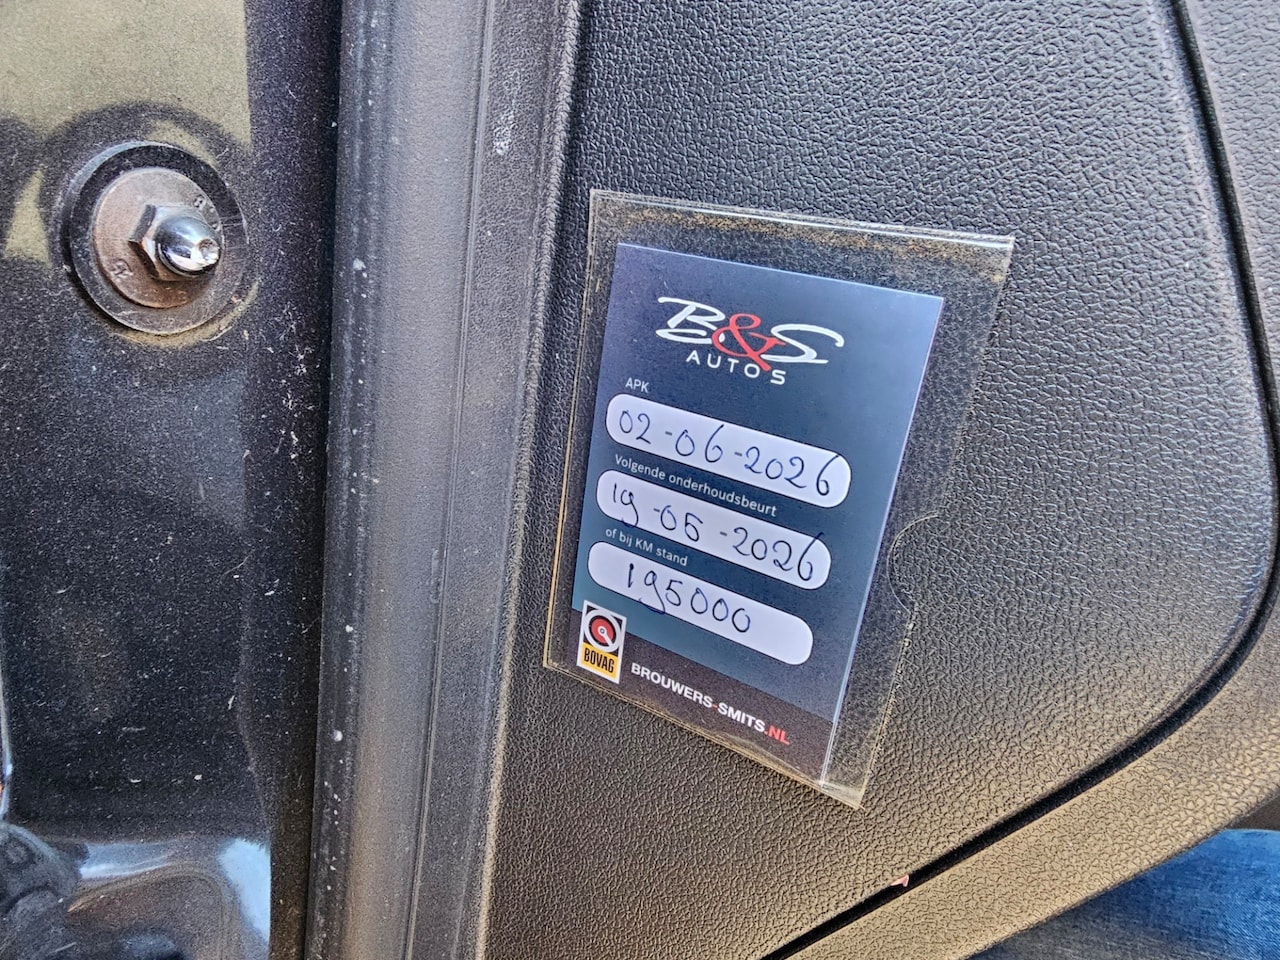 B&S
AUTOS
APK
02-06-2026
Volgende onderhoudsbeurt
19-05-2026
of bij KM stand
195000
BOVAG
BROUWERS-SMITS.NL